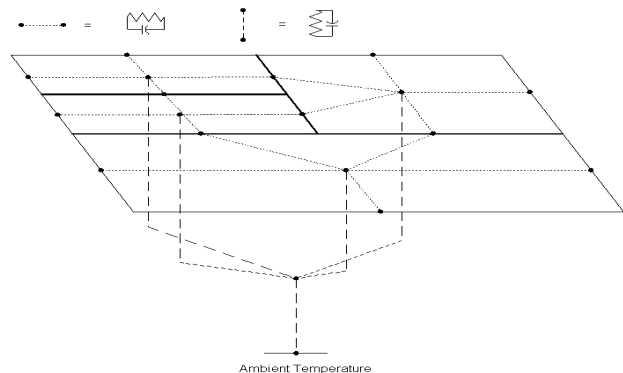 =
=
Ambient Temperature